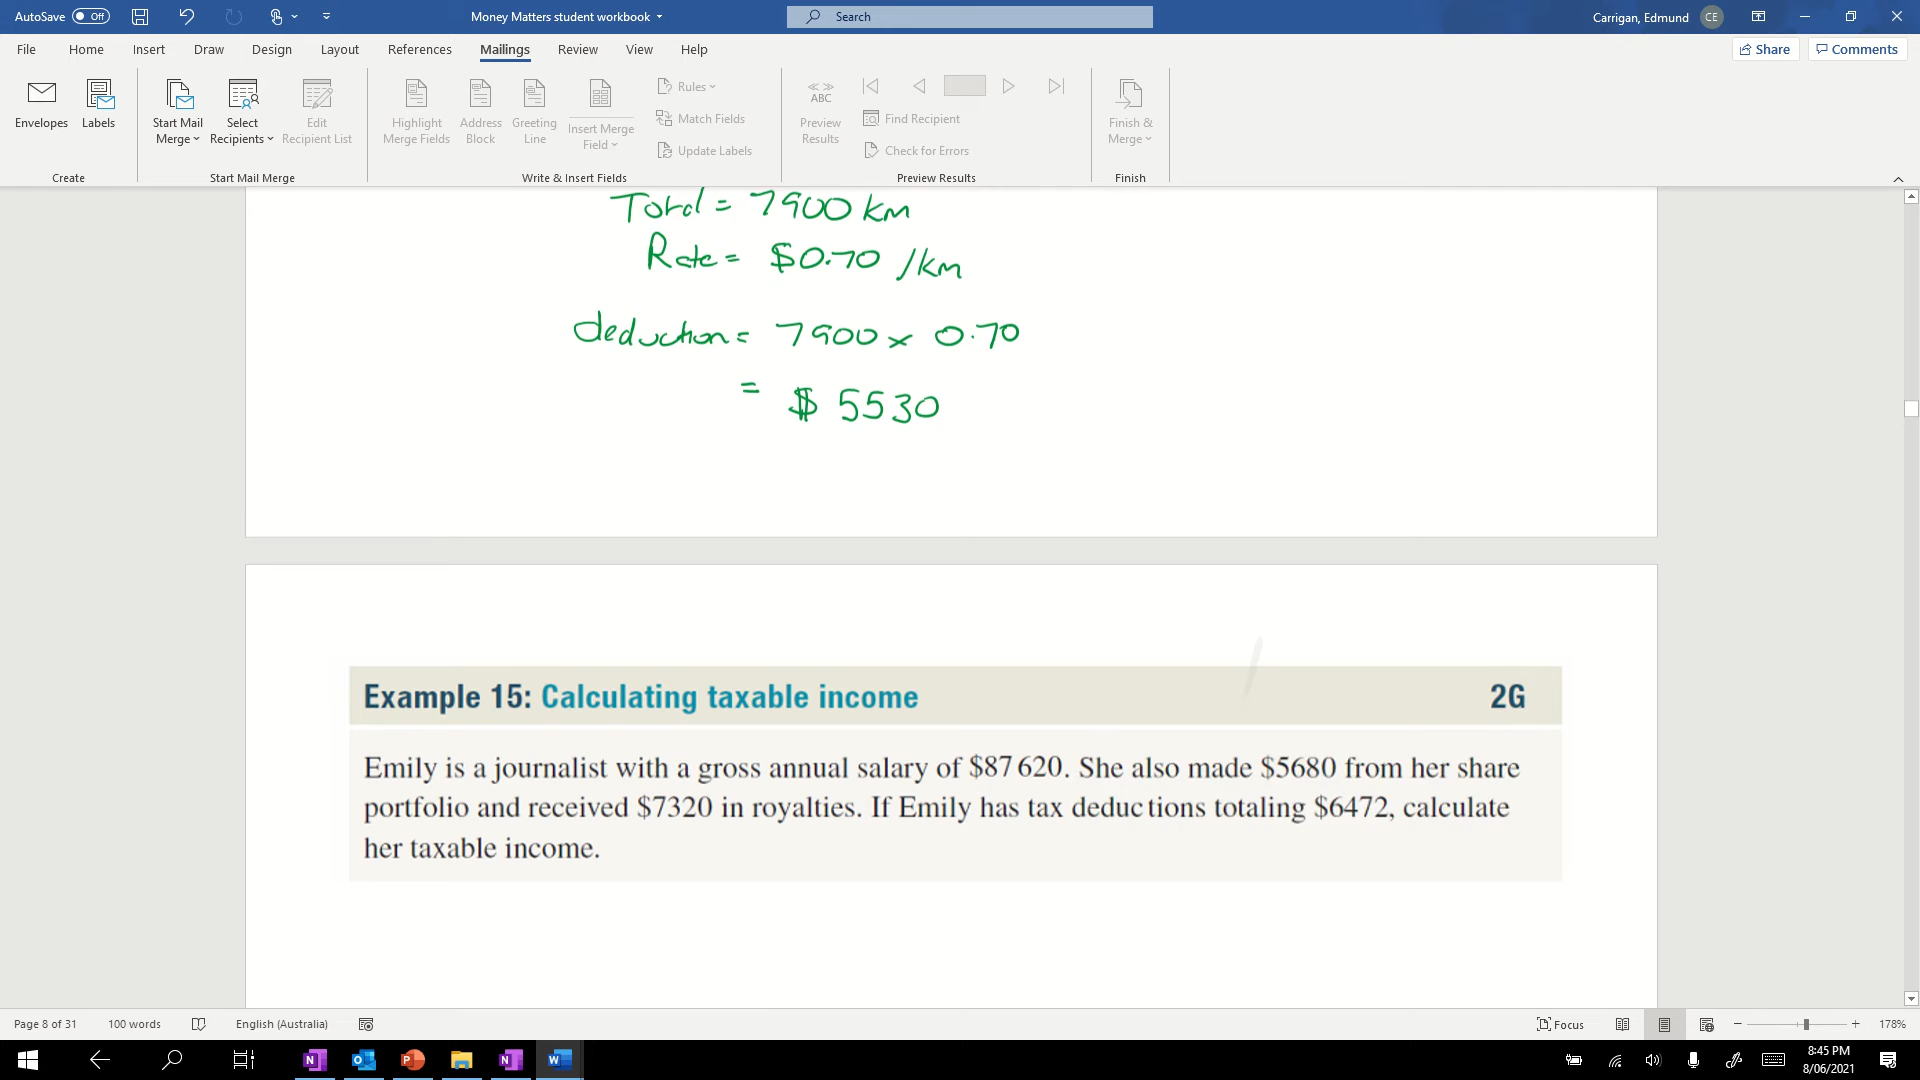 AutoSave Off
Money Matters student workbook
Search
Carrigan, Edmund CE
File Home Insert Draw Design Layout References Mailings Review View Help
Share Comments
Envelopes Labels
Start Mail Merge Select Recipients Edit Recipient List
Highlight Merge Fields Address Block Greeting Line Insert Merge Field
Rules
Match Fields
Update Labels
ABC
Preview Results
Find Recipient
Check for Errors
Finish & Merge
Create Start Mail Merge Write & Insert Fields Preview Results Finish
Total = 7900 km
Rate = $0.70 /km
deduction = 7900 x 0.70
= $ 5530
Example 15: Calculating taxable income 2G
Emily is a journalist with a gross annual salary of $87 620. She also made $5680 from her share
portfolio and received $7320 in royalties. If Emily has tax deductions totaling $6472, calculate
her taxable income.
Page 8 of 31 100 words English (Australia) Focus 178%
8:45 PM
8/06/2021